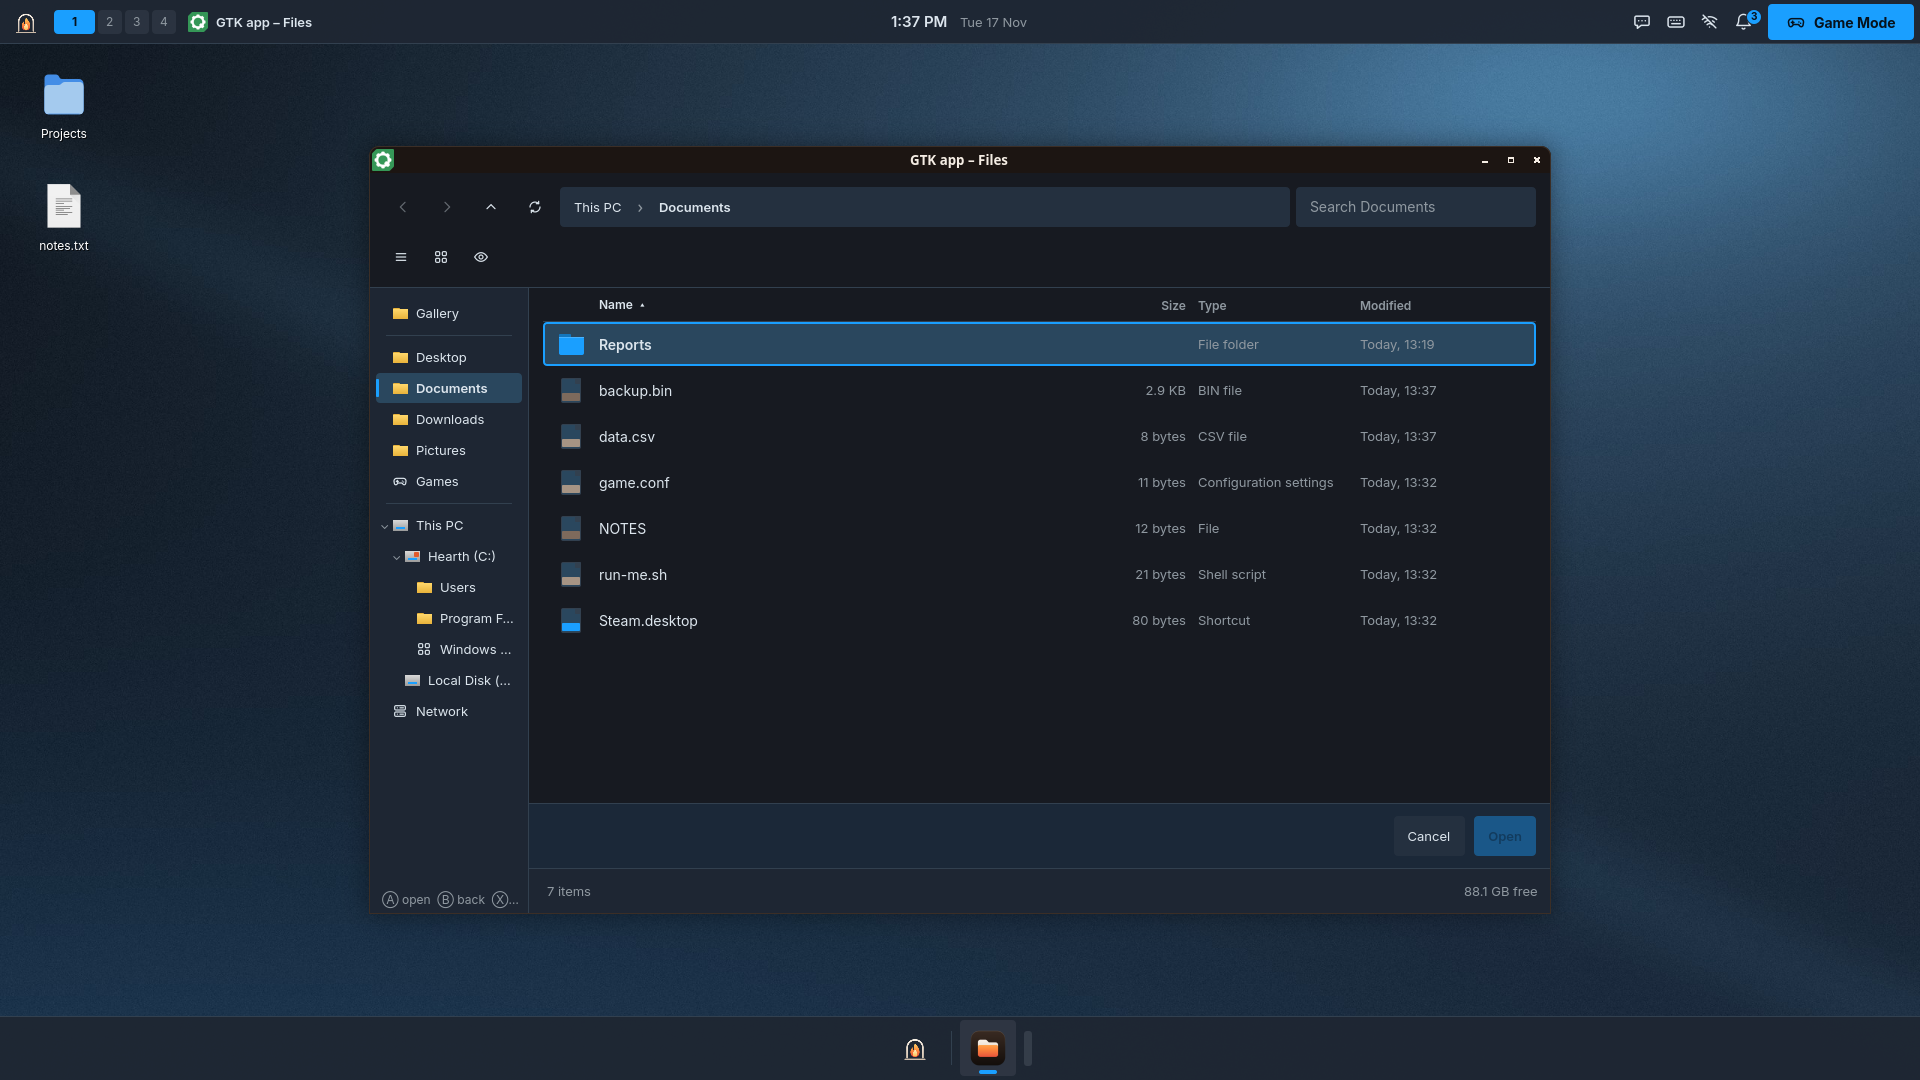 1 2 3 4 GTK app – Files 1:37 PM Tue 17 Nov 3 Game Mode
Projects
notes.txt
GTK app – Files
This PC › Documents Search Documents
Gallery
Desktop
Documents
Downloads
Pictures
Games
This PC
Hearth (C:)
Users
Program F...
Windows ...
Local Disk (...
Network
A open B back X...
Name Size Type Modified
Reports File folder Today, 13:19
backup.bin 2.9 KB BIN file Today, 13:37
data.csv 8 bytes CSV file Today, 13:37
game.conf 11 bytes Configuration settings Today, 13:32
NOTES 12 bytes File Today, 13:32
run-me.sh 21 bytes Shell script Today, 13:32
Steam.desktop 80 bytes Shortcut Today, 13:32
Cancel Open
7 items 88.1 GB free